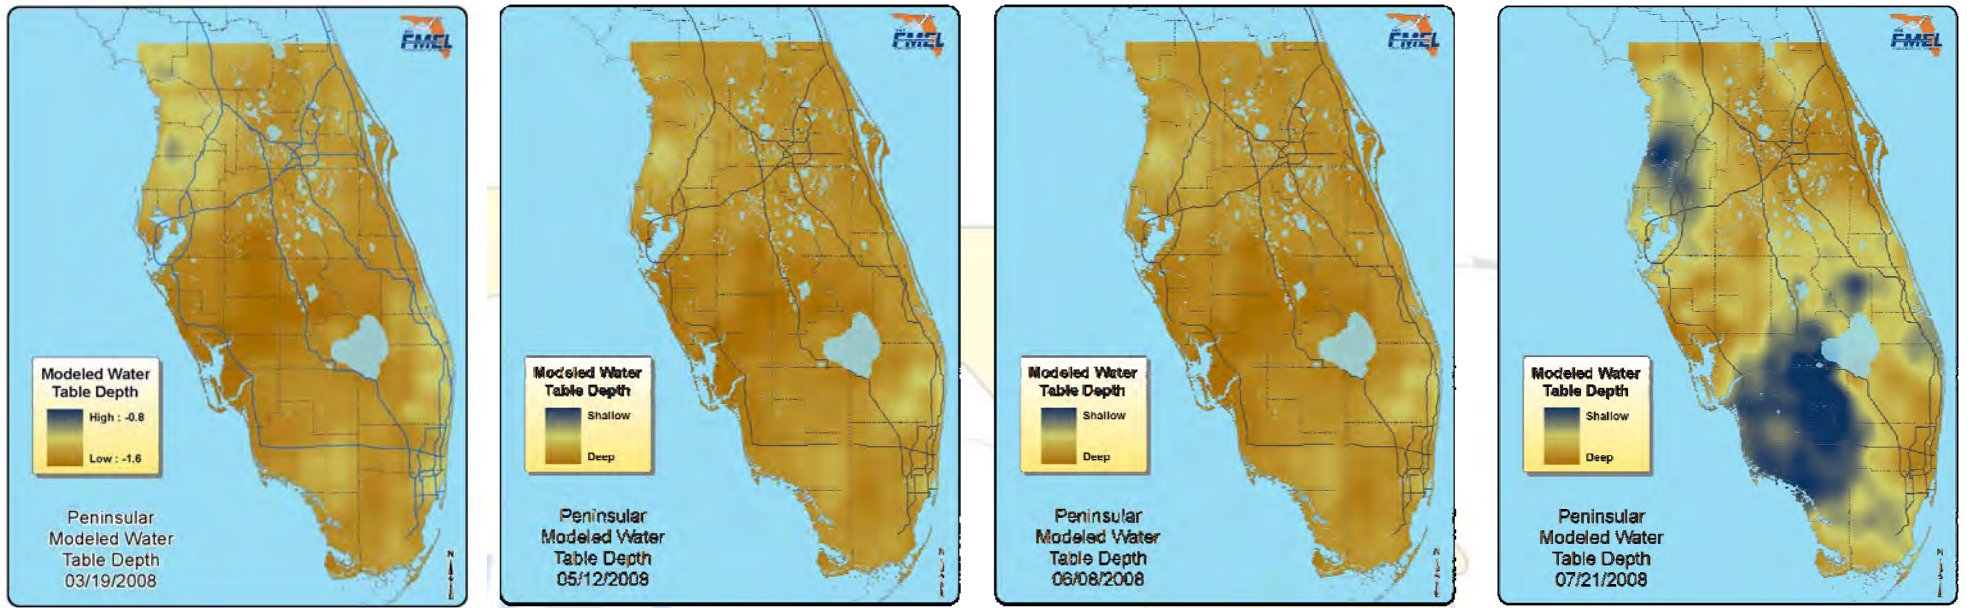 FMEL
Modeled Water
Table Depth
High : -0.8
Low : -1.6
Peninsular
Modeled Water
Table Depth
03/19/2008
N
FMEL
Modeled Water
Table Depth
Shallow
Deep
Peninsular
Modeled Water
Table Depth
05/12/2008
N
FMEL
Modeled Water
Table Depth
Shallow
Deep
Peninsular
Modeled Water
Table Depth
06/08/2008
N
FMEL
Modeled Water
Table Depth
Shallow
Deep
Peninsular
Modeled Water
Table Depth
07/21/2008
N